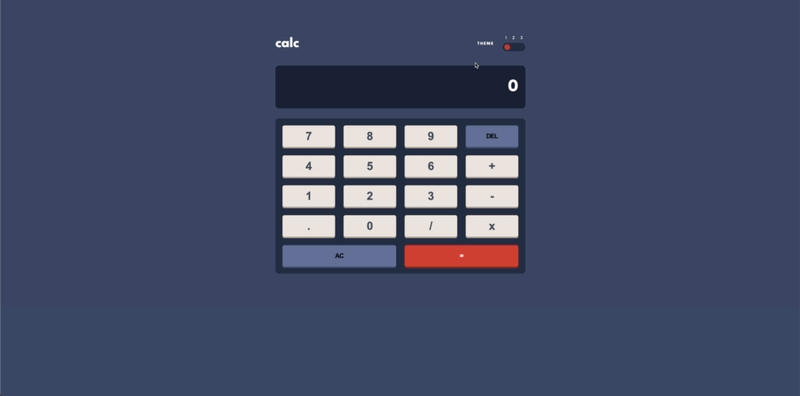 calc
THEME
1 2 3
0
7 8 9 DEL
4 5 6 +
1 2 3 -
. 0 / x
AC =